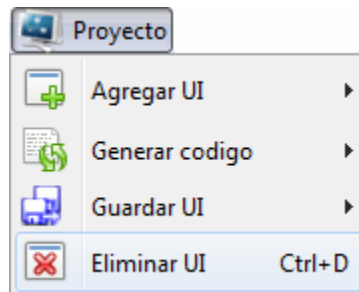 Proyecto
Agregar UI
Generar codigo
Guardar UI
Eliminar UI Ctrl+D